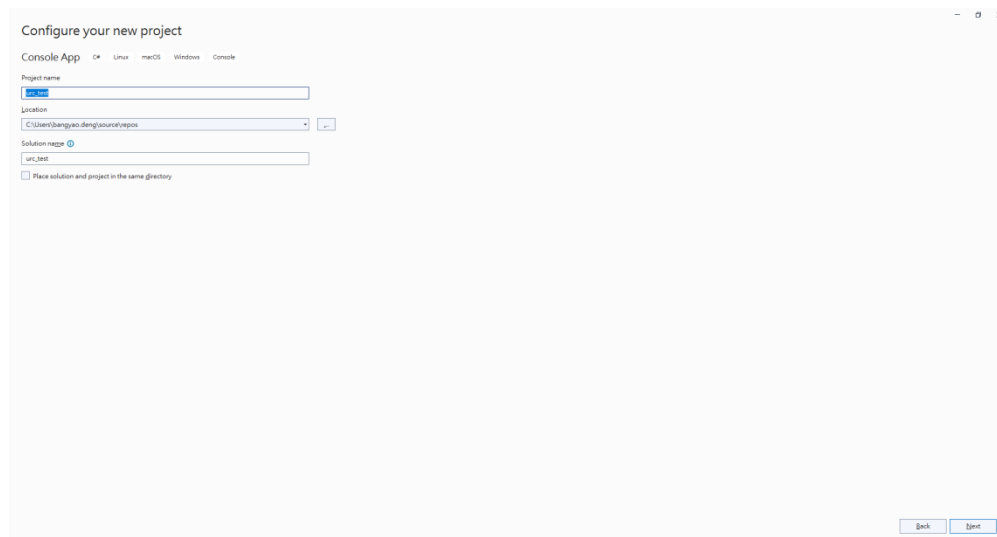 Configure your new project
Console App C# Linux macOS Windows Console
Project name
urc_test
Location
C:\Users\bangyao.deng\source\repos
...
Solution name
urc_test
Place solution and project in the same directory
Back Next